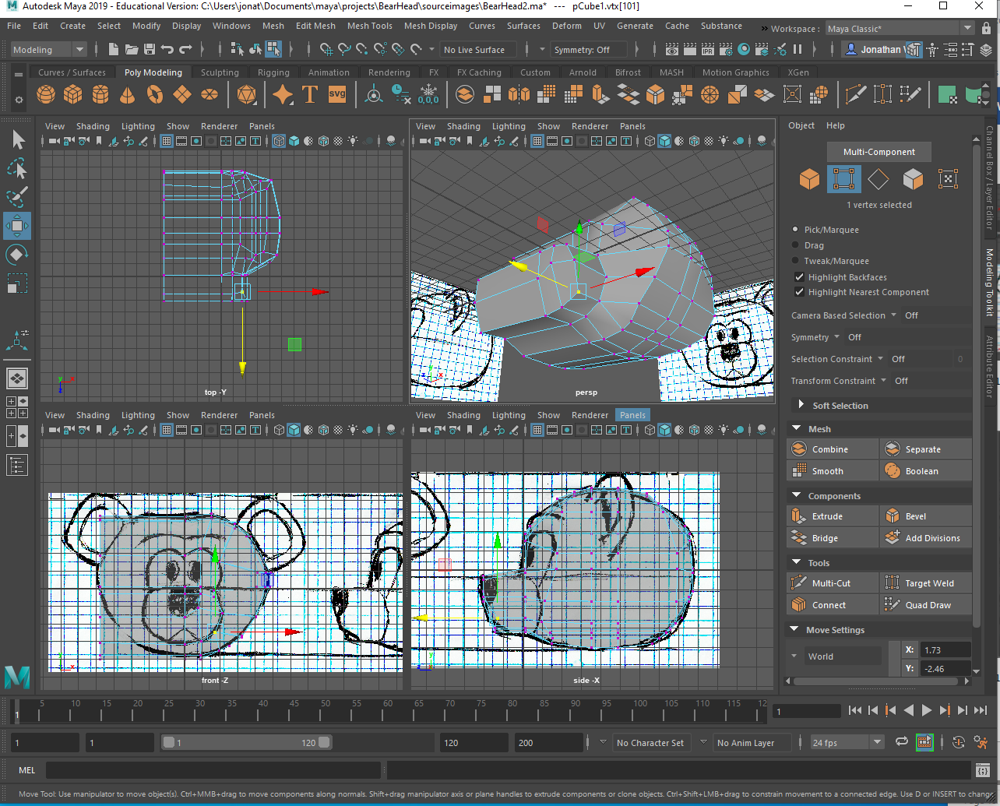 Autodesk Maya 2019 - Educational Version: C:\Users\jonat\Documents\maya\projects\BearHead\sourceimages\BearHead2.ma* --- pCube1.vtx[101]
File Edit Create Select Modify Display Windows Mesh Edit Mesh Mesh Tools Mesh Display Curves Surfaces Deform UV Generate Cache Substance » Workspace : Maya Classic*
Modeling No Live Surface Symmetry: Off Jonathan
Curves / Surfaces Poly Modeling Sculpting Rigging Animation Rendering FX FX Caching Custom Arnold Bifrost MASH Motion Graphics XGen
T svg 0,0,0
IPR
View Shading Lighting Show Renderer Panels
View Shading Lighting Show Renderer Panels
top -Y
persp
View Shading Lighting Show Renderer Panels
View Shading Lighting Show Renderer Panels
front -Z
side -X
Object Help
Multi-Component
1 vertex selected
Pick/Marquee
Drag
Tweak/Marquee
Highlight Backfaces
Highlight Nearest Component
Camera Based Selection Off
Symmetry Off
Selection Constraint Off 0
Transform Constraint Off
Soft Selection
Mesh
Combine Separate
Smooth Boolean
Components
Extrude Bevel
Bridge Add Divisions
Tools
Multi-Cut Target Weld
Connect Quad Draw
Move Settings
World X: 1.73
Y: -2.46
Channel Box / Layer Editor
Modeling Toolkit
Attribute Editor
5 10 15 20 25 30 35 40 45 50 55 60 65 70 75 80 85 90 95 100 105 110 115 12
1 1
1 1 1 120 120 200 No Character Set No Anim Layer 24 fps
MEL
Move Tool: Use manipulator to move object(s). Ctrl+MMB+drag to move components along normals. Shift+drag manipulator axis or plane handles to extrude components or clone objects. Ctrl+Shift+LMB+drag to constrain movement to a connected edge. Use D or INSERT to change